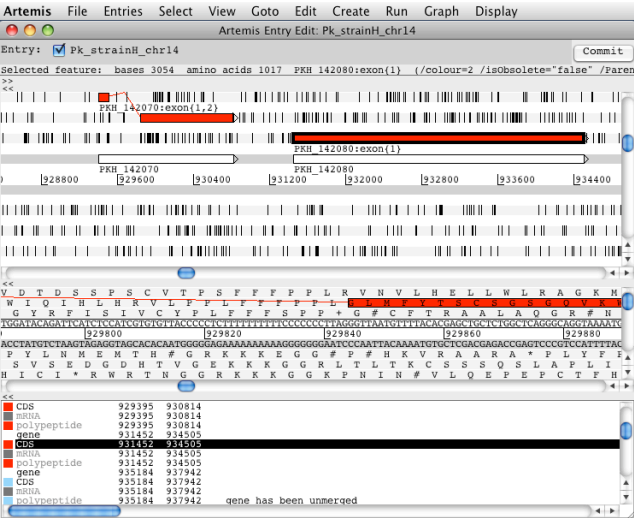 Artemis File Entries Select View Goto Edit Create Run Graph Display
Artemis Entry Edit: Pk_strainH_chr14
Entry: Pk_strainH_chr14 Commit
Selected feature: bases 3054 amino acids 1017 PKH_142080:exon{1} (/colour=2 /isObsolete="false" /Paren
>>
<<
PKH_142070:exon{1,2}
PKH_142080:exon{1}
PKH_142070 PKH_142080
0 928800 929600 930400 931200 932000 932800 933600 934400
<<
V D T D S S P S C V T P S F F F F P P L R V N V L H E L L W L R A G K M
W I Q I H L H R V L P P L F F F P P L G L M F Y T S C S G S G Q V K
G Y R F I S I V C Y P L F F F S P P + G # C F T R A A L A Q G R # N
TGGATACAGATTCATCTCCATCGTGTGTTACCCCCTCTTTTTTTTTTCCCCCCCTTAGGGTTAATGTTTTACACGAGCTGCTCTGGCTCAGGGCAGGTAAAATG
929800 929820 929840 929860 929880
P Y L N M E M T H # G R K K K E G G # P # H K V R A A R A * P L Y F
S V S E D G D H T V G E K K K G G R L T L T K C S S S Q S L A P L I
H I C I * R W R T N G G R K K K G G K P N I N # V L Q E P E P C T F H
<<
CDS 929395 930814
mRNA 929395 930814
polypeptide 929395 930814
gene 931452 934505
CDS 931452 934505
mRNA 931452 934505
polypeptide 931452 934505
gene 935184 937942
CDS 935184 937942
mRNA 935184 937942
polypeptide 935184 937942 gene has been unmerged